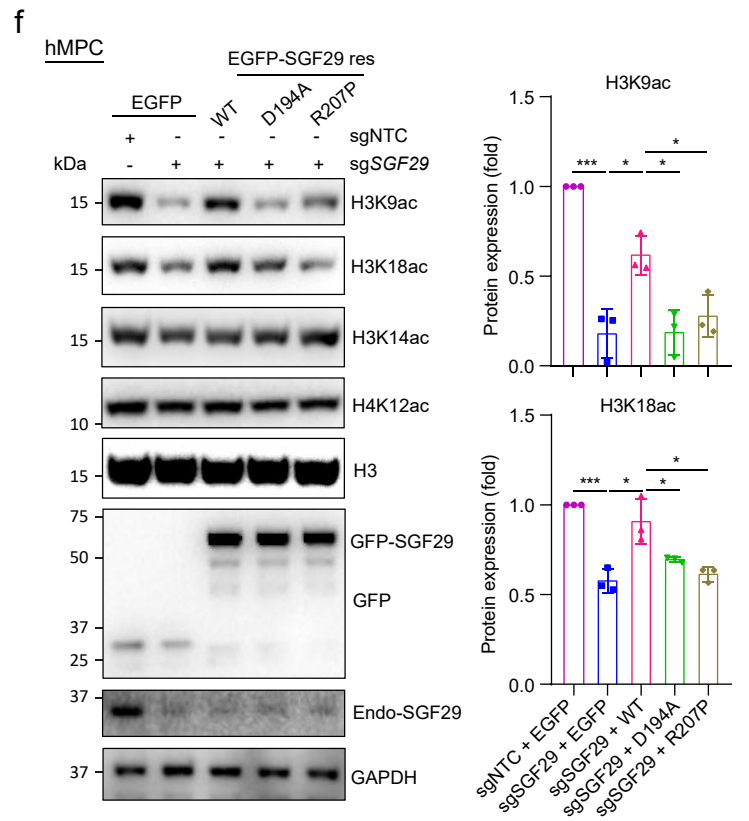 f
hMPC
EGFP-SGF29 res
EGFP WT D194A R207P
+ - - - - sgNTC
kDa - + + + + sgSGF29
15 H3K9ac
15 H3K18ac
15 H3K14ac
10 H4K12ac
15 H3
75
GFP-SGF29
50
GFP
37
25
37
Endo-SGF29
37 GAPDH
H3K9ac
Protein expression (fold)
1.5
1.0
0.5
0.0
*** * * *
H3K18ac
Protein expression (fold)
1.5
1.0
0.5
0.0
*** * * *
sgNTC + EGFP
sgSGF29 + EGFP
sgSGF29 + WT
sgSGF29 + D194A
sgSGF29 + R207P